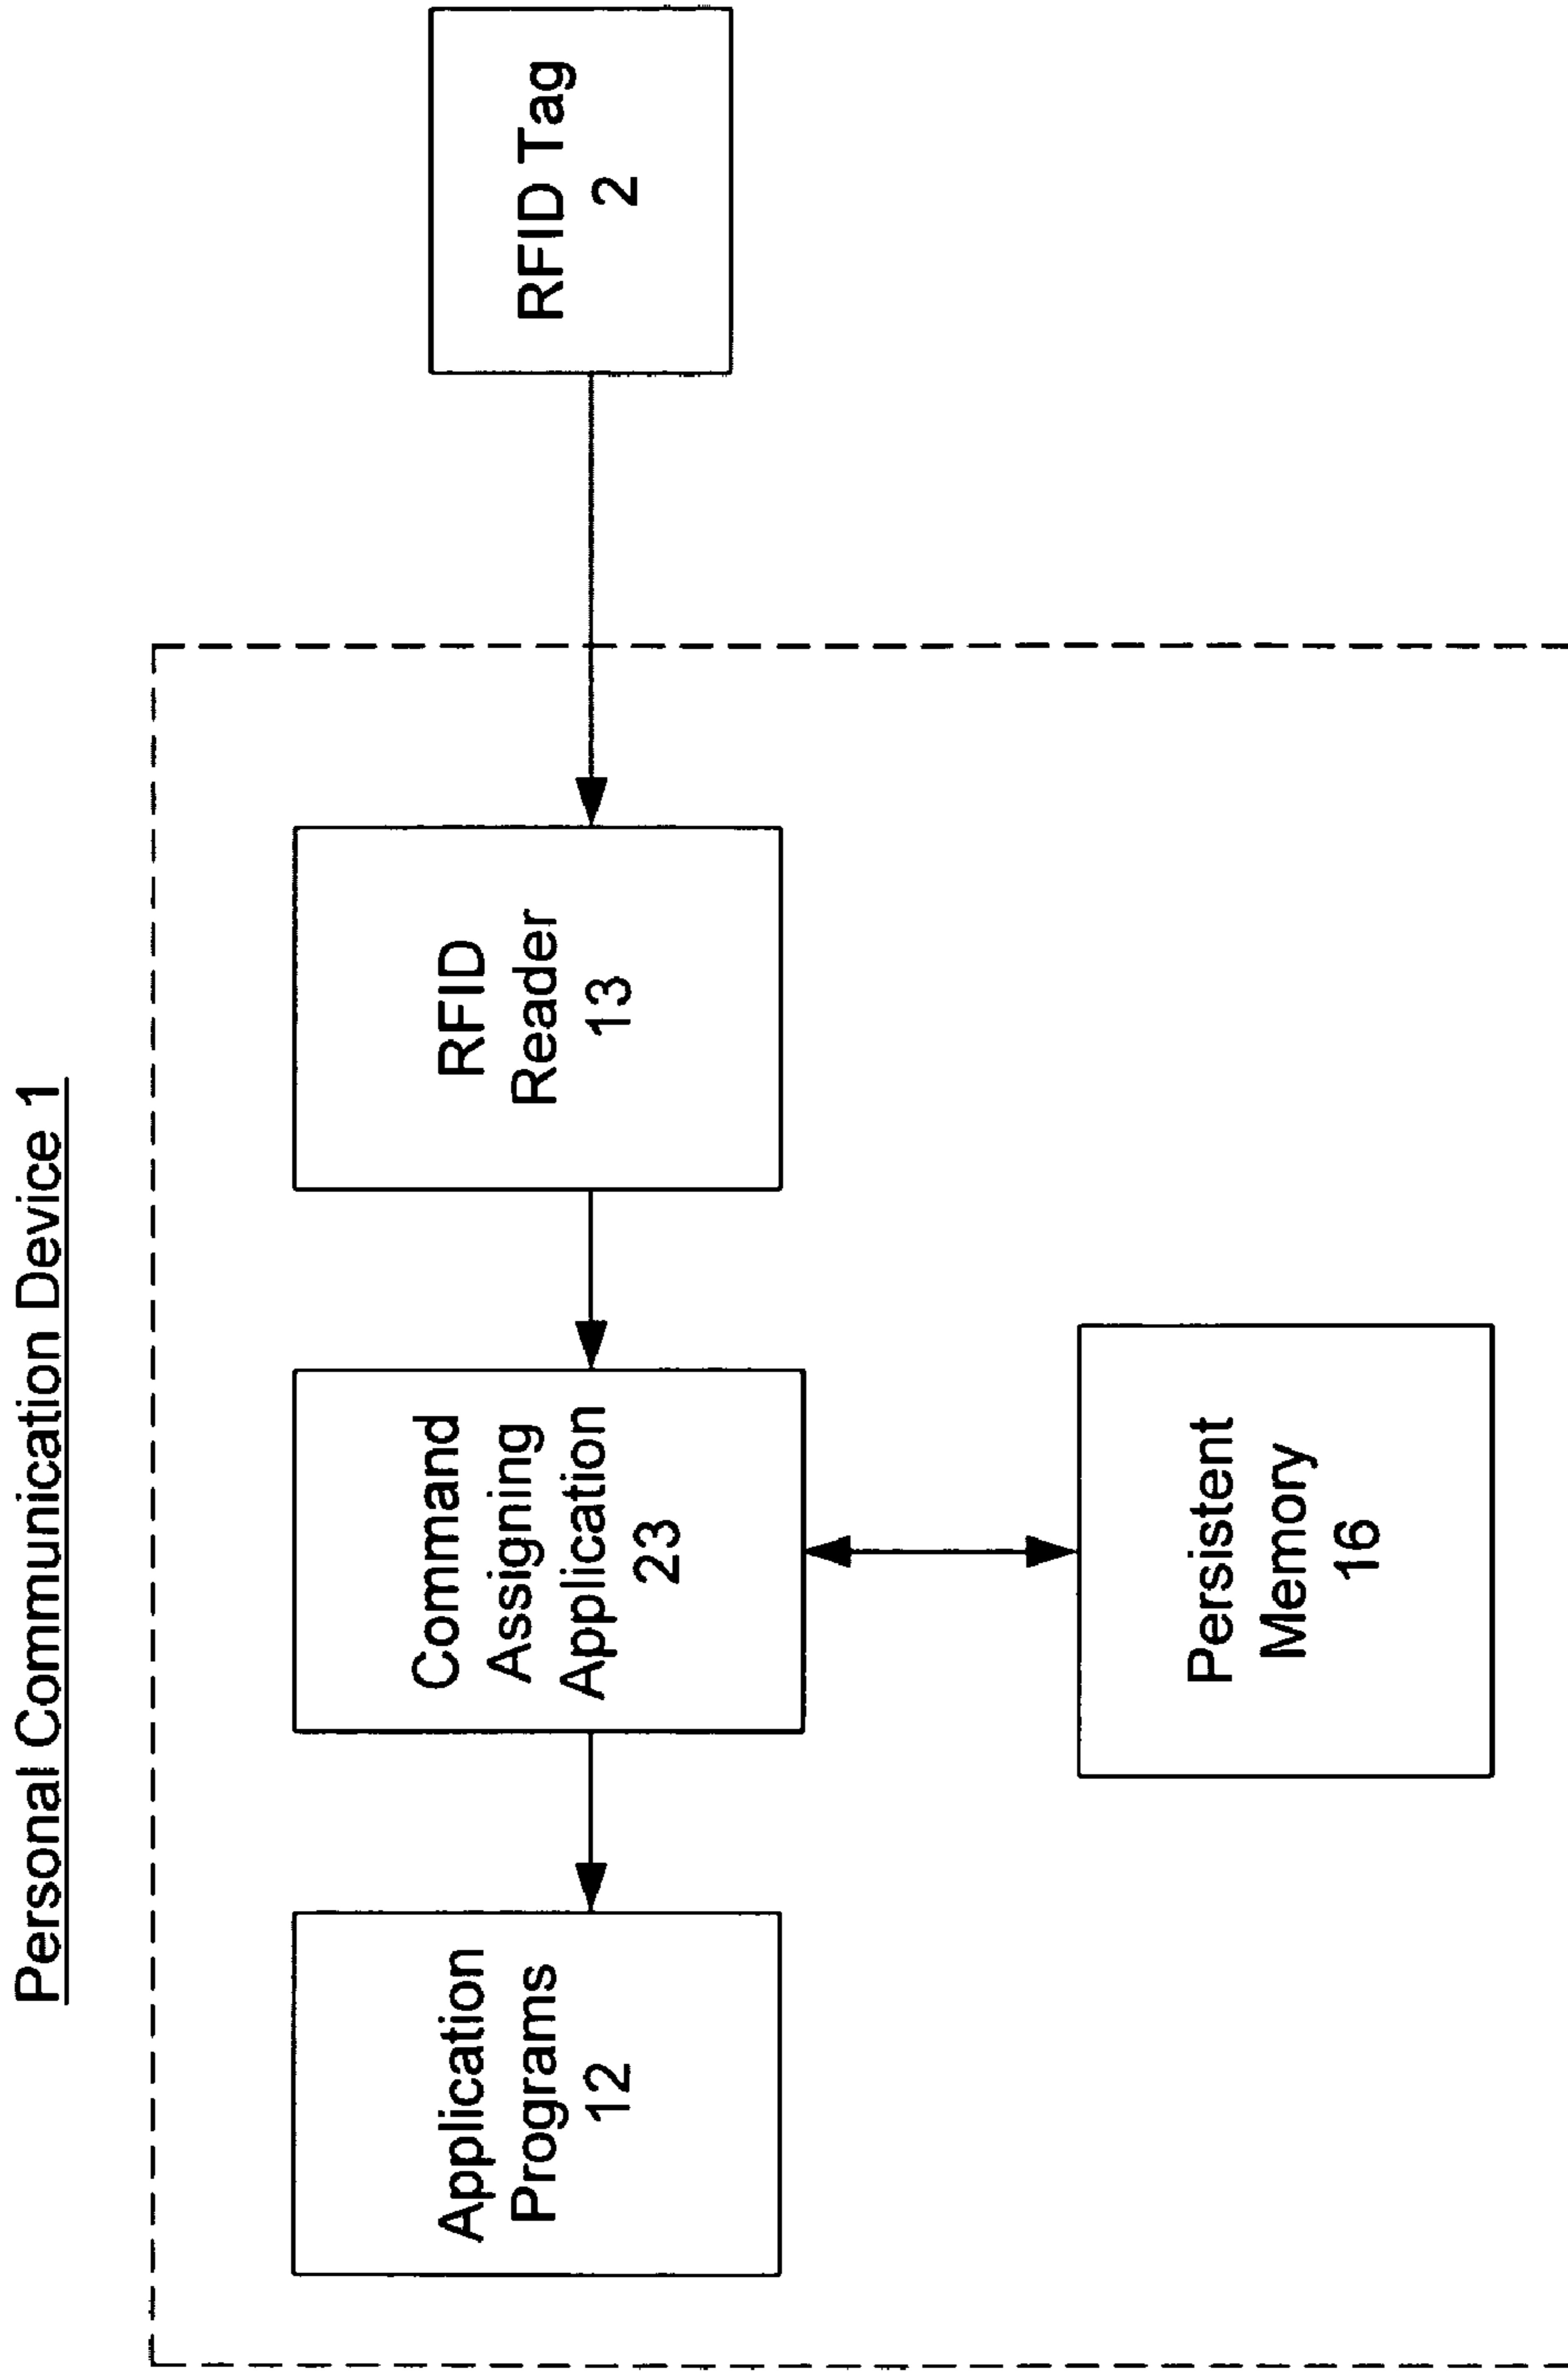 Personal Communication Device 1
Application
Programs
12
Command
Assigning
Application
23
RFID
Reader
13
RFID Tag
2
Persistent
Memory
16